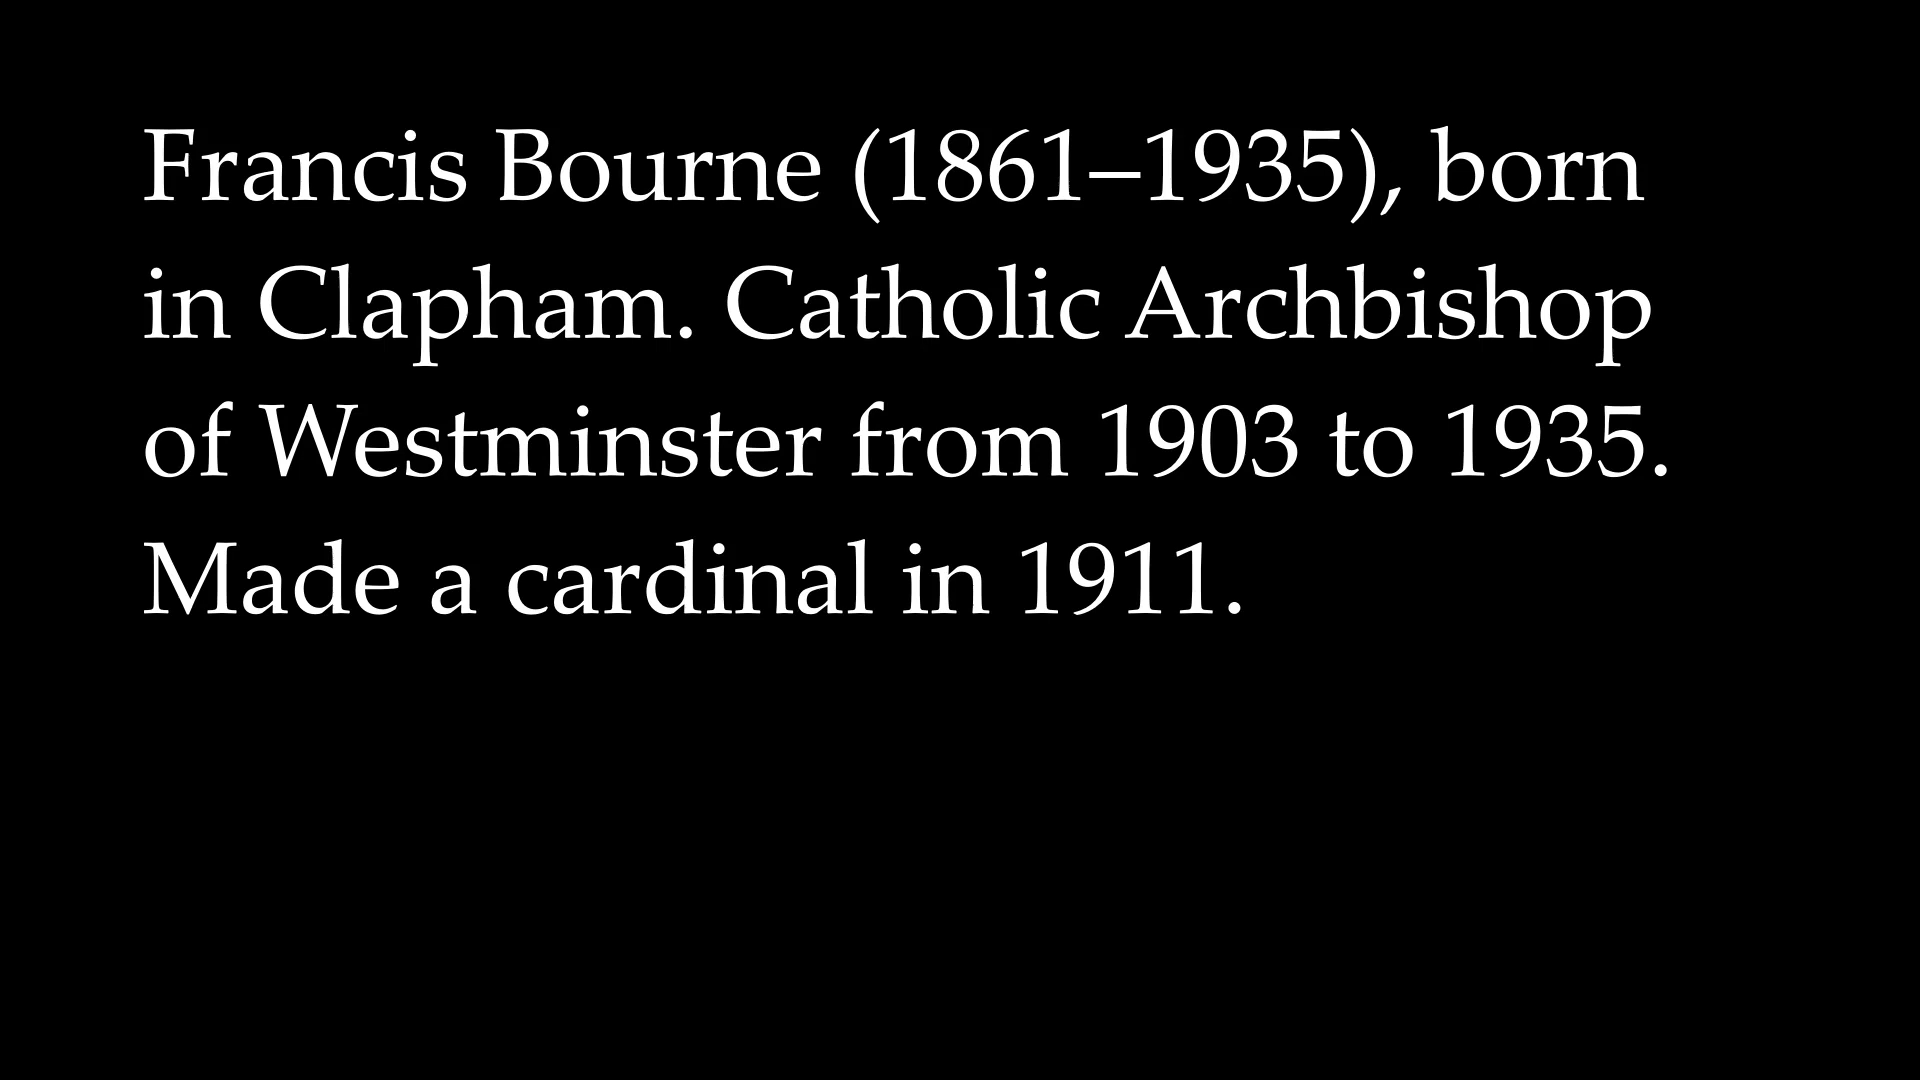 Francis Bourne (1861–1935), born
in Clapham. Catholic Archbishop
of Westminster from 1903 to 1935.
Made a cardinal in 1911.